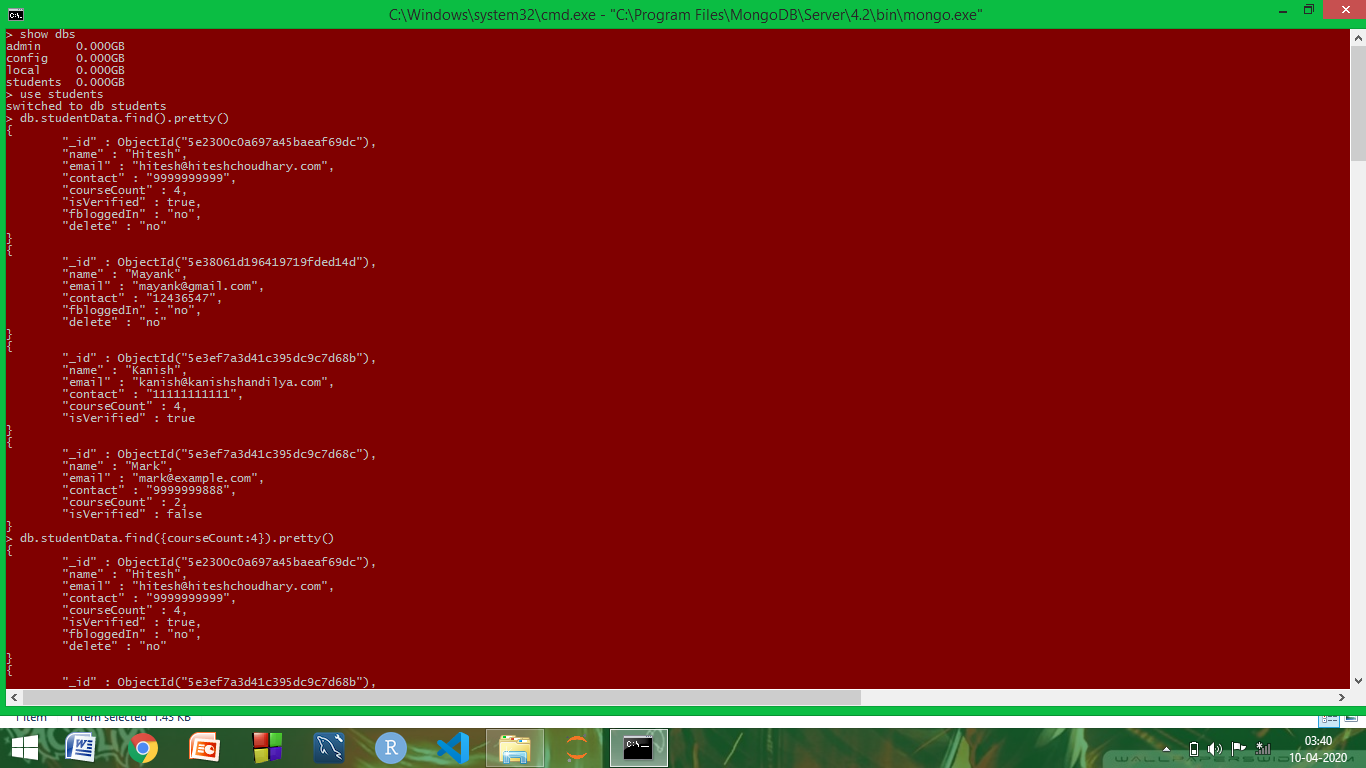 C:\Windows\system32\cmd.exe - "C:\Program Files\MongoDB\Server\4.2\bin\mongo.exe"
> show dbs
admin     0.000GB
config    0.000GB
local     0.000GB
students  0.000GB
> use students
switched to db students
> db.studentData.find().pretty()
{
        "_id" : ObjectId("5e2300c0a697a45baeaf69dc"),
        "name" : "Hitesh",
        "email" : "hitesh@hiteshchoudhary.com",
        "contact" : "9999999999",
        "courseCount" : 4,
        "isVerified" : true,
        "fbloggedIn" : "no",
        "delete" : "no"
}
{
        "_id" : ObjectId("5e38061d196419719fded14d"),
        "name" : "Mayank",
        "email" : "mayank@gmail.com",
        "contact" : "12436547",
        "fbloggedIn" : "no",
        "delete" : "no"
}
{
        "_id" : ObjectId("5e3ef7a3d41c395dc9c7d68b"),
        "name" : "Kanish",
        "email" : "kanish@kanishshandilya.com",
        "contact" : "11111111111",
        "courseCount" : 4,
        "isVerified" : true
}
{
        "_id" : ObjectId("5e3ef7a3d41c395dc9c7d68c"),
        "name" : "Mark",
        "email" : "mark@example.com",
        "contact" : "9999999888",
        "courseCount" : 2,
        "isVerified" : false
}
> db.studentData.find({courseCount:4}).pretty()
{
        "_id" : ObjectId("5e2300c0a697a45baeaf69dc"),
        "name" : "Hitesh",
        "email" : "hitesh@hiteshchoudhary.com",
        "contact" : "9999999999",
        "courseCount" : 4,
        "isVerified" : true,
        "fbloggedIn" : "no",
        "delete" : "no"
}
{
        "_id" : ObjectId("5e3ef7a3d41c395dc9c7d68b"),
1 item 1 item selected 1.45 KB
03:40
10-04-2020